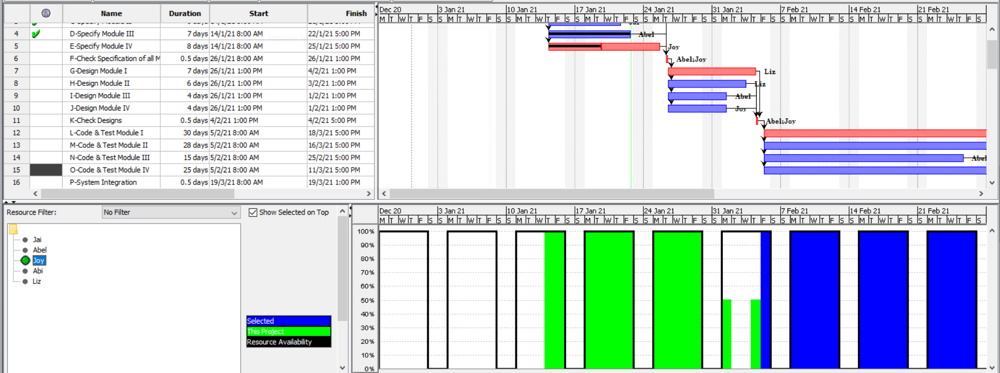 Name Duration Start Finish
4 D-Specify Module III 7 days 14/1/21 8:00 AM 22/1/21 5:00 PM
5 E-Specify Module IV 8 days 14/1/21 8:00 AM 25/1/21 5:00 PM
6 F-Check Specification of all M 0.5 days 26/1/21 8:00 AM 26/1/21 1:00 PM
7 G-Design Module I 7 days 26/1/21 1:00 PM 4/2/21 1:00 PM
8 H-Design Module II 6 days 26/1/21 1:00 PM 3/2/21 1:00 PM
9 I-Design Module III 4 days 26/1/21 1:00 PM 1/2/21 1:00 PM
10 J-Design Module IV 4 days 26/1/21 1:00 PM 1/2/21 1:00 PM
11 K-Check Designs 0.5 days 4/2/21 1:00 PM 4/2/21 5:00 PM
12 L-Code & Test Module I 30 days 5/2/21 8:00 AM 18/3/21 5:00 PM
13 M-Code & Test Module II 28 days 5/2/21 8:00 AM 16/3/21 5:00 PM
14 N-Code & Test Module III 15 days 5/2/21 8:00 AM 25/2/21 5:00 PM
15 O-Code & Test Module IV 25 days 5/2/21 8:00 AM 11/3/21 5:00 PM
16 P-System Integration 0.5 days 19/3/21 8:00 AM 19/3/21 1:00 PM
Dec 20 3 Jan 21 10 Jan 21 17 Jan 21 24 Jan 21 31 Jan 21 7 Feb 21 14 Feb 21 21 Feb 21
M T W T F S S M T W T F S S M T W T F S S M T W T F S S M T W T F S S M T W T F S S M T W T F S S M T W T F S S M T W T F S
Abel
Joy
Abel;Joy
Liz
Liz
Abel
Joy
Abel;Joy
Abel
Resource Filter: No Filter Show Selected on Top
Jai
Abel
Joy
Abi
Liz
Selected
This Project
Resource Availability
Dec 20 3 Jan 21 10 Jan 21 17 Jan 21 24 Jan 21 31 Jan 21 7 Feb 21 14 Feb 21 21 Feb 21
M T W T F S S M T W T F S S M T W T F S S M T W T F S S M T W T F S S M T W T F S S M T W T F S S M T W T F S S M T W T F S
100%
90%
80%
70%
60%
50%
40%
30%
20%
10%
0%